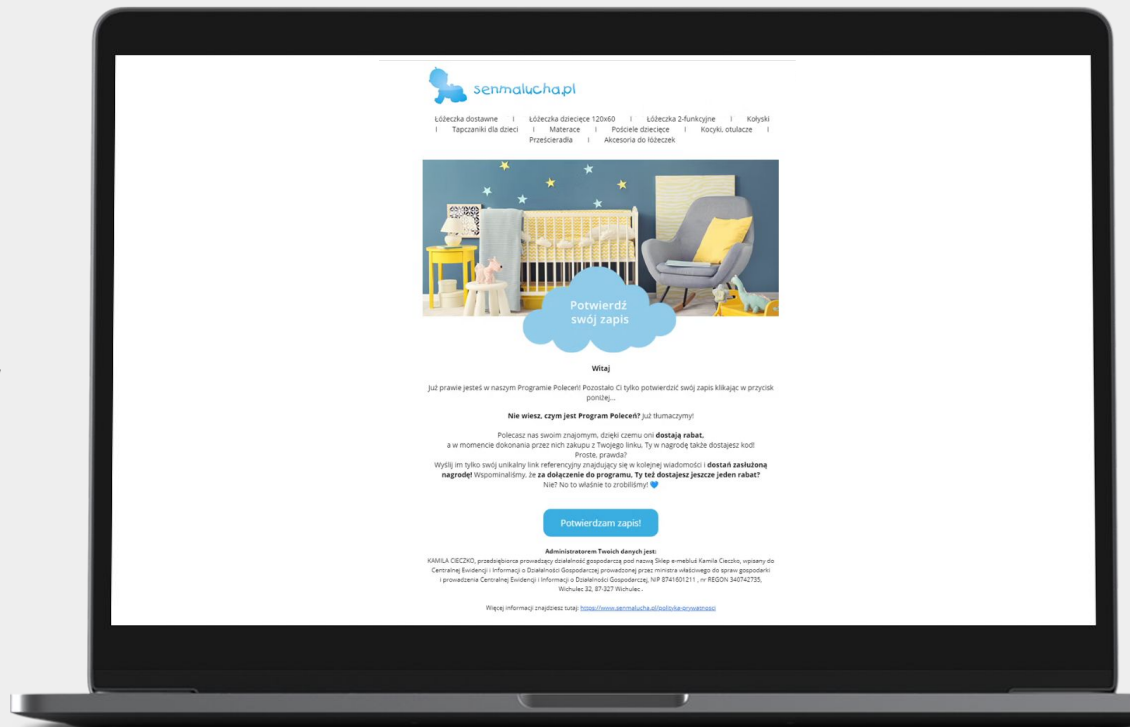 senmalucha.pl
Łóżeczka dostawne | Łóżeczka dziecięce 120x60 | Łóżeczka 2-funkcyjne | Kołyski
| Tapczaniki dla dzieci | Materace | Pościele dziecięce | Kocyki, otulacze |
Prześcieradła | Akcesoria do łóżeczek
Potwierdź
swój zapis
Witaj
Już prawie jesteś w naszym Programie Poleceń! Pozostało Ci tylko potwierdzić swój zapis klikając w przycisk
poniżej...
Nie wiesz, czym jest Program Poleceń? Już tłumaczymy!
Polecasz nas swoim znajomym, dzięki czemu oni dostają rabat,
a w momencie dokonania przez nich zakupu z Twojego linku, Ty w nagrodę także dostajesz kod!
Proste, prawda?
Wyślij im tylko swój unikalny link referencyjny znajdujący się w kolejnej wiadomości i dostań zasłużoną
nagrodę! Wspominaliśmy, że za dołączenie do programu, Ty też dostajesz jeszcze jeden rabat?
Nie? No to właśnie to zrobiliśmy! 💙
Potwierdzam zapis!
Administratorem Twoich danych jest:
KAMILA CIECZKO, przedsiębiorca prowadzący działalność gospodarczą pod nazwą Sklep e-mebluś Kamila Cieczko, wpisany do
Centralnej Ewidencji i Informacji o Działalności Gospodarczej prowadzonej przez ministra właściwego do spraw gospodarki
i prowadzenia Centralnej Ewidencji i Informacji o Działalności Gospodarczej, NIP 8741601211 , nr REGON 340742735,
Wichulec 32, 87-327 Wichulec .
Więcej informacji znajdziesz tutaj: https://www.senmalucha.pl/polityka-prywatnosci